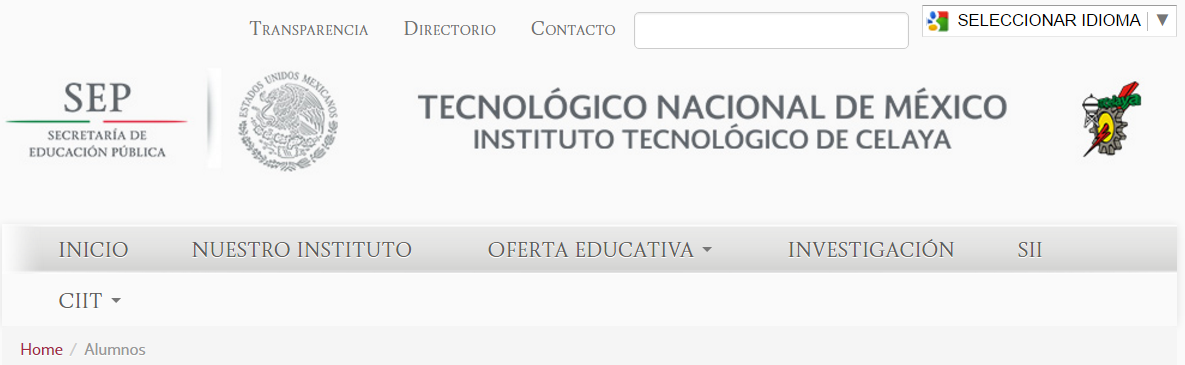 Transparencia Directorio Contacto
SELECCIONAR IDIOMA
SEP
SECRETARÍA DE
EDUCACIÓN PÚBLICA
ESTADOS UNIDOS MEXICANOS
TECNOLÓGICO NACIONAL DE MÉXICO
INSTITUTO TECNOLÓGICO DE CELAYA
celaya
INICIO NUESTRO INSTITUTO OFERTA EDUCATIVA INVESTIGACIÓN SII
CIIT
Home / Alumnos